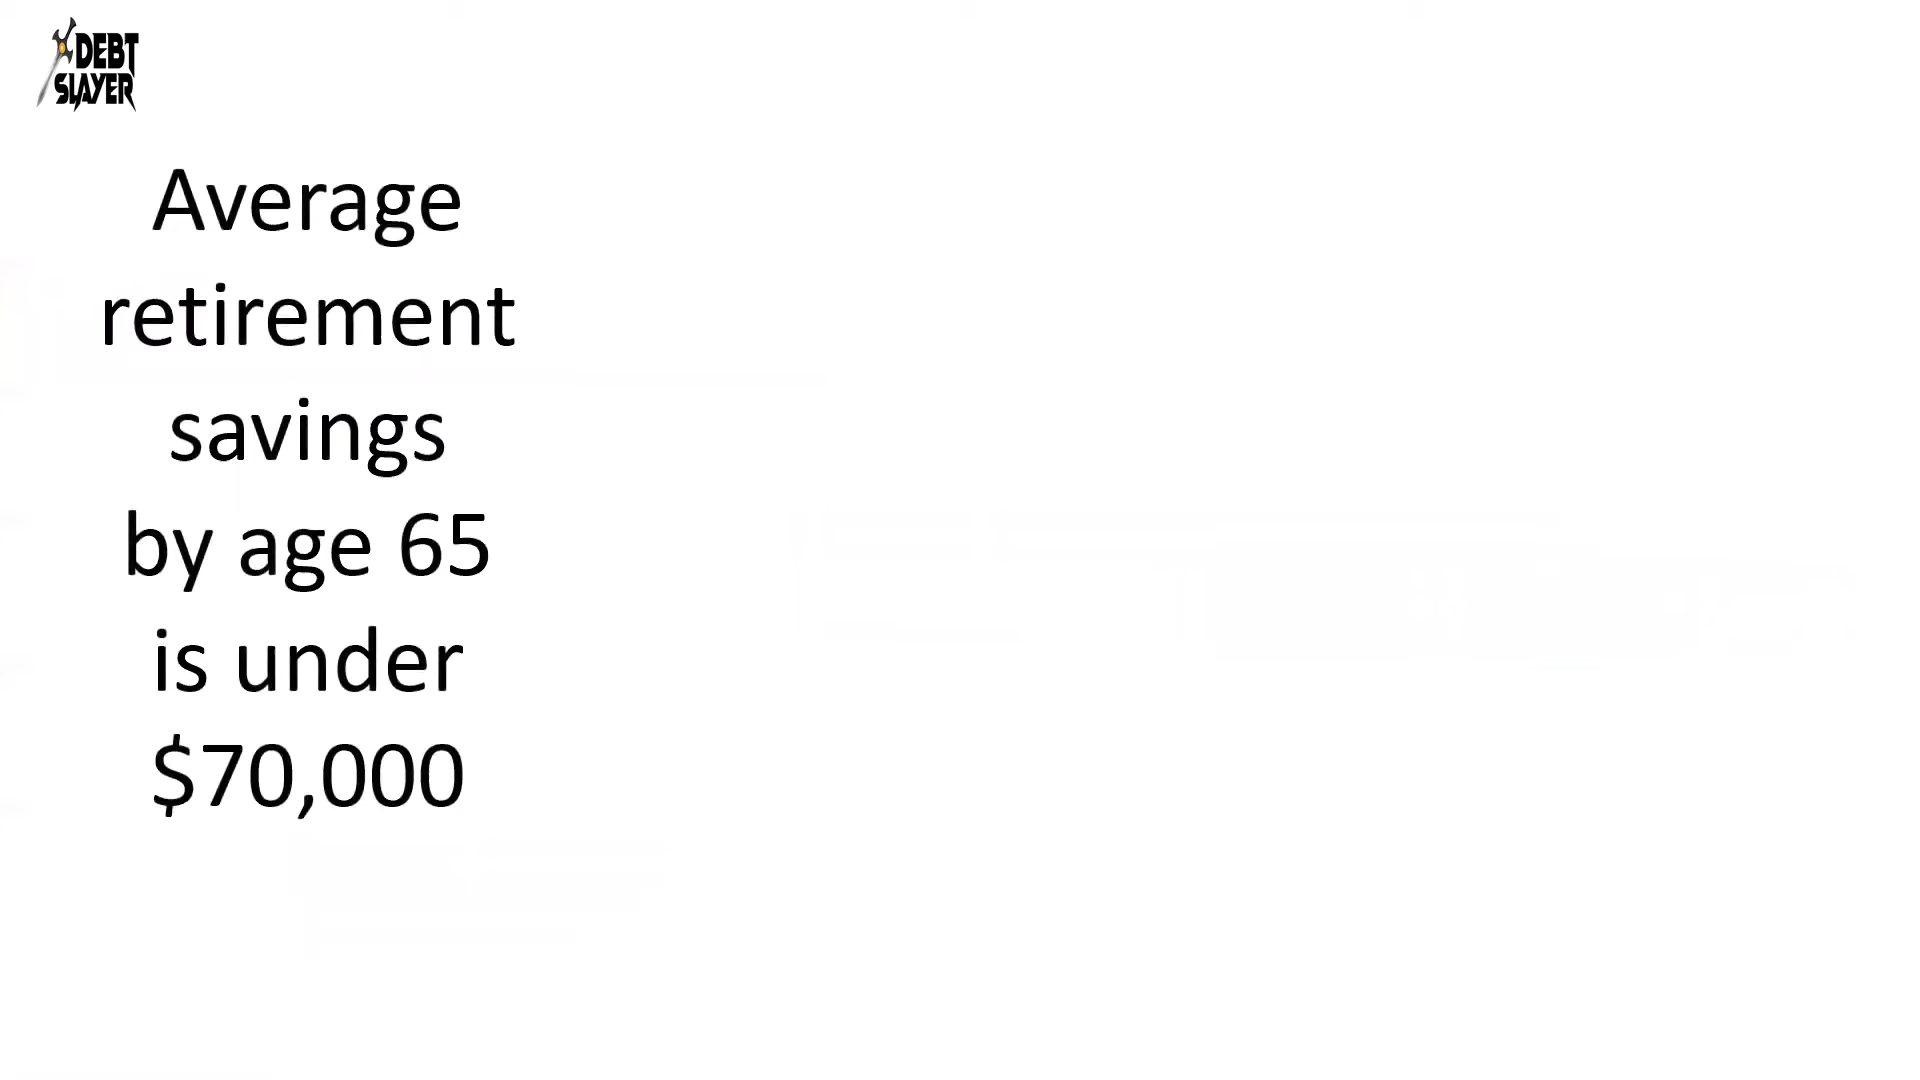 DEBT
SLAYER
Average
retirement
savings
by age 65
is under
$70,000